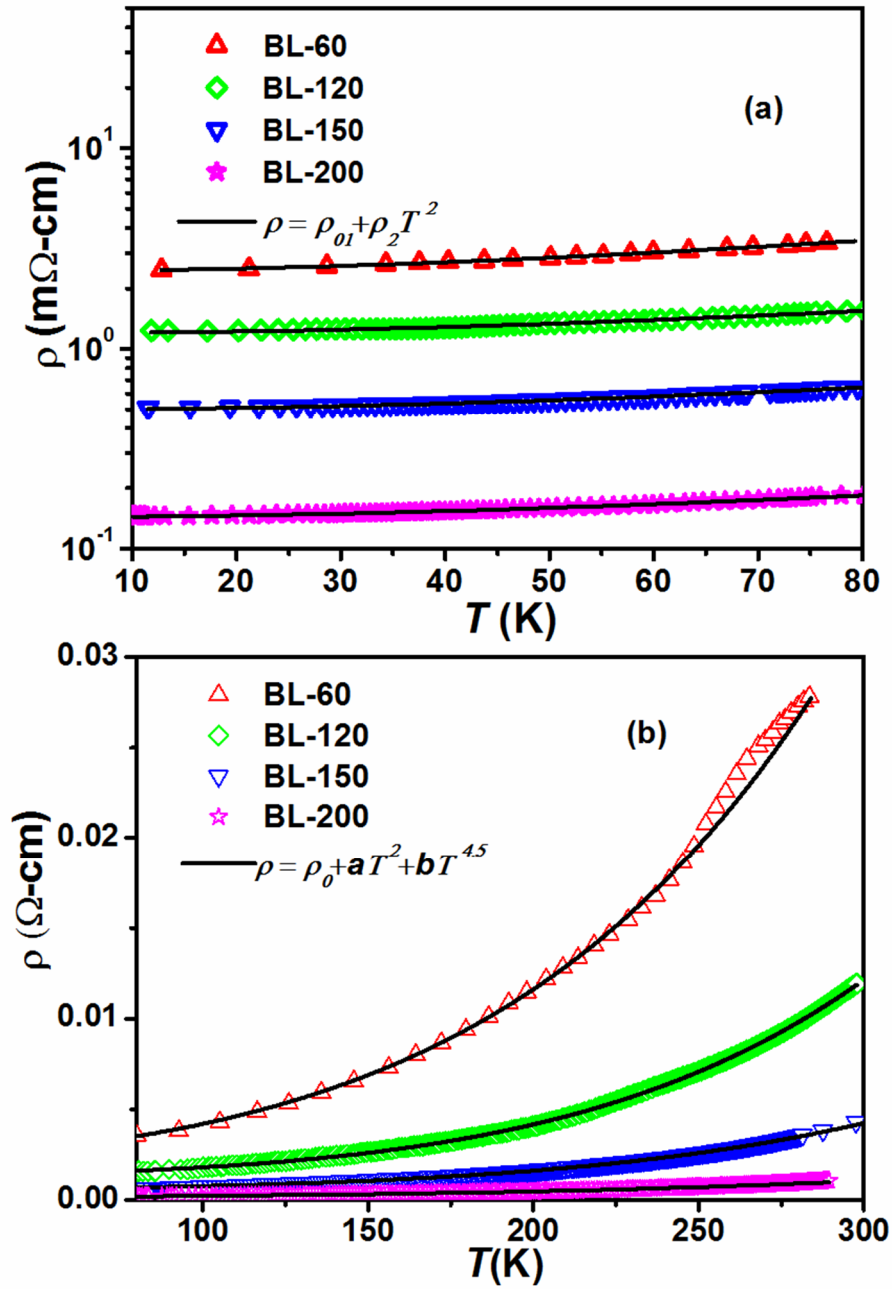 BL-60
BL-120
BL-150
BL-200
(a)
ρ = ρ₀₁+ρ₂T²
ρ (mΩ-cm)
10¹
10⁰
10⁻¹
10 20 30 40 50 60 70 80
T (K)
0.03
0.02
0.01
0.00
BL-60
BL-120
BL-150
BL-200
(b)
ρ = ρ₀+aT²+bT⁴·⁵
ρ (Ω-cm)
100 150 200 250 300
T(K)